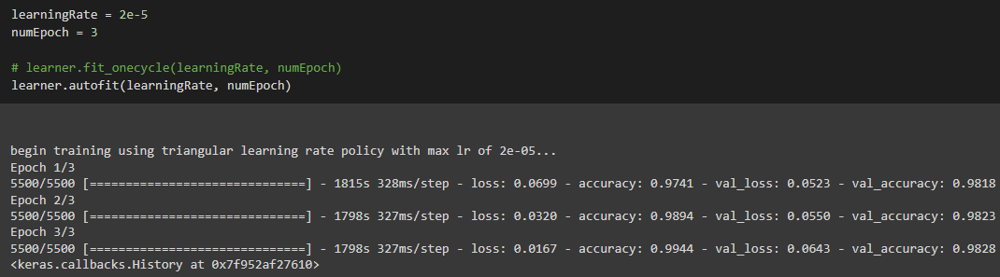 learningRate = 2e-5
numEpoch = 3
# learner.fit_onecycle(learningRate, numEpoch)
learner.autofit(learningRate, numEpoch)
begin training using triangular learning rate policy with max lr of 2e-05...
Epoch 1/3
5500/5500 [==============================] - 1815s 328ms/step - loss: 0.0699 - accuracy: 0.9741 - val_loss: 0.0523 - val_accuracy: 0.9818
Epoch 2/3
5500/5500 [==============================] - 1798s 327ms/step - loss: 0.0320 - accuracy: 0.9894 - val_loss: 0.0550 - val_accuracy: 0.9823
Epoch 3/3
5500/5500 [==============================] - 1798s 327ms/step - loss: 0.0167 - accuracy: 0.9944 - val_loss: 0.0643 - val_accuracy: 0.9828
<keras.callbacks.History at 0x7f952af27610>